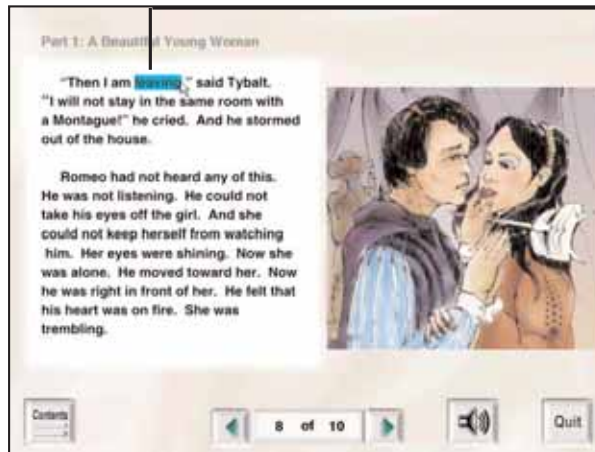 Part 1: A Beautiful Young Woman
"Then I am leaving," said Tybalt.
"I will not stay in the same room with
a Montague!" he cried. And he stormed
out of the house.
Romeo had not heard any of this.
He was not listening. He could not
take his eyes off the girl. And she
could not keep herself from watching
him. Her eyes were shining. Now she
was alone. He moved toward her. Now
he was right in front of her. He felt that
his heart was on fire. She was
trembling.
Contents
8 of 10
Quit